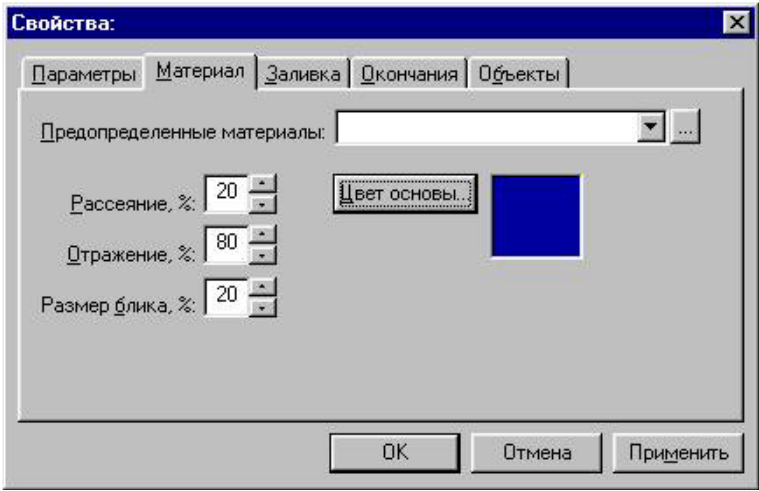 Свойства:
Параметры Материал Заливка Окончания Объекты
Предопределенные материалы: ...
Рассеяние, %: 20 Цвет основы...
Отражение, %: 80
Размер блика, %: 20
OK Отмена Применить